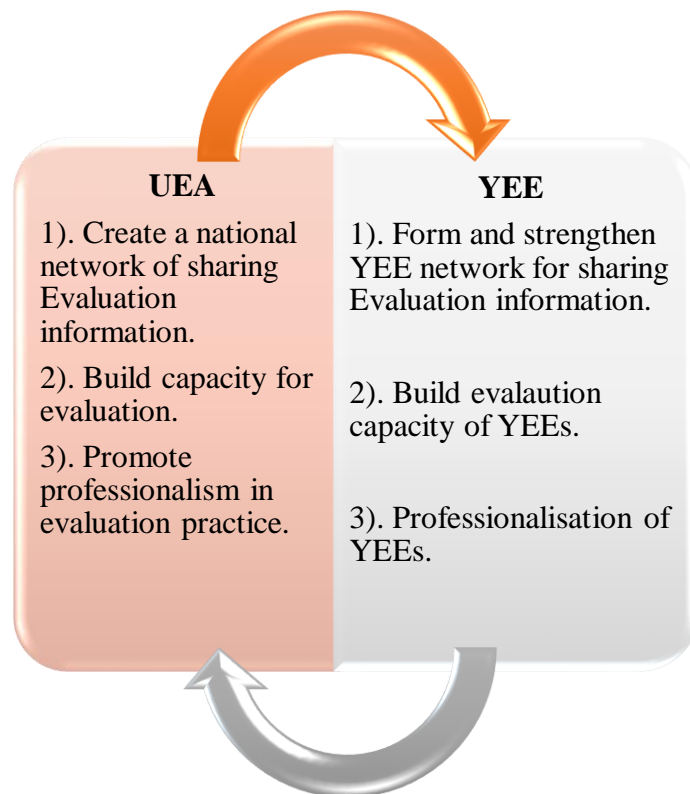 UEA
1). Create a national
network of sharing
Evaluation
information.
2). Build capacity for
evaluation.
3). Promote
professionalism in
evaluation practice.
YEE
1). Form and strengthen
YEE network for sharing
Evaluation information.
2). Build evalaution
capacity of YEEs.
3). Professionalisation of
YEEs.